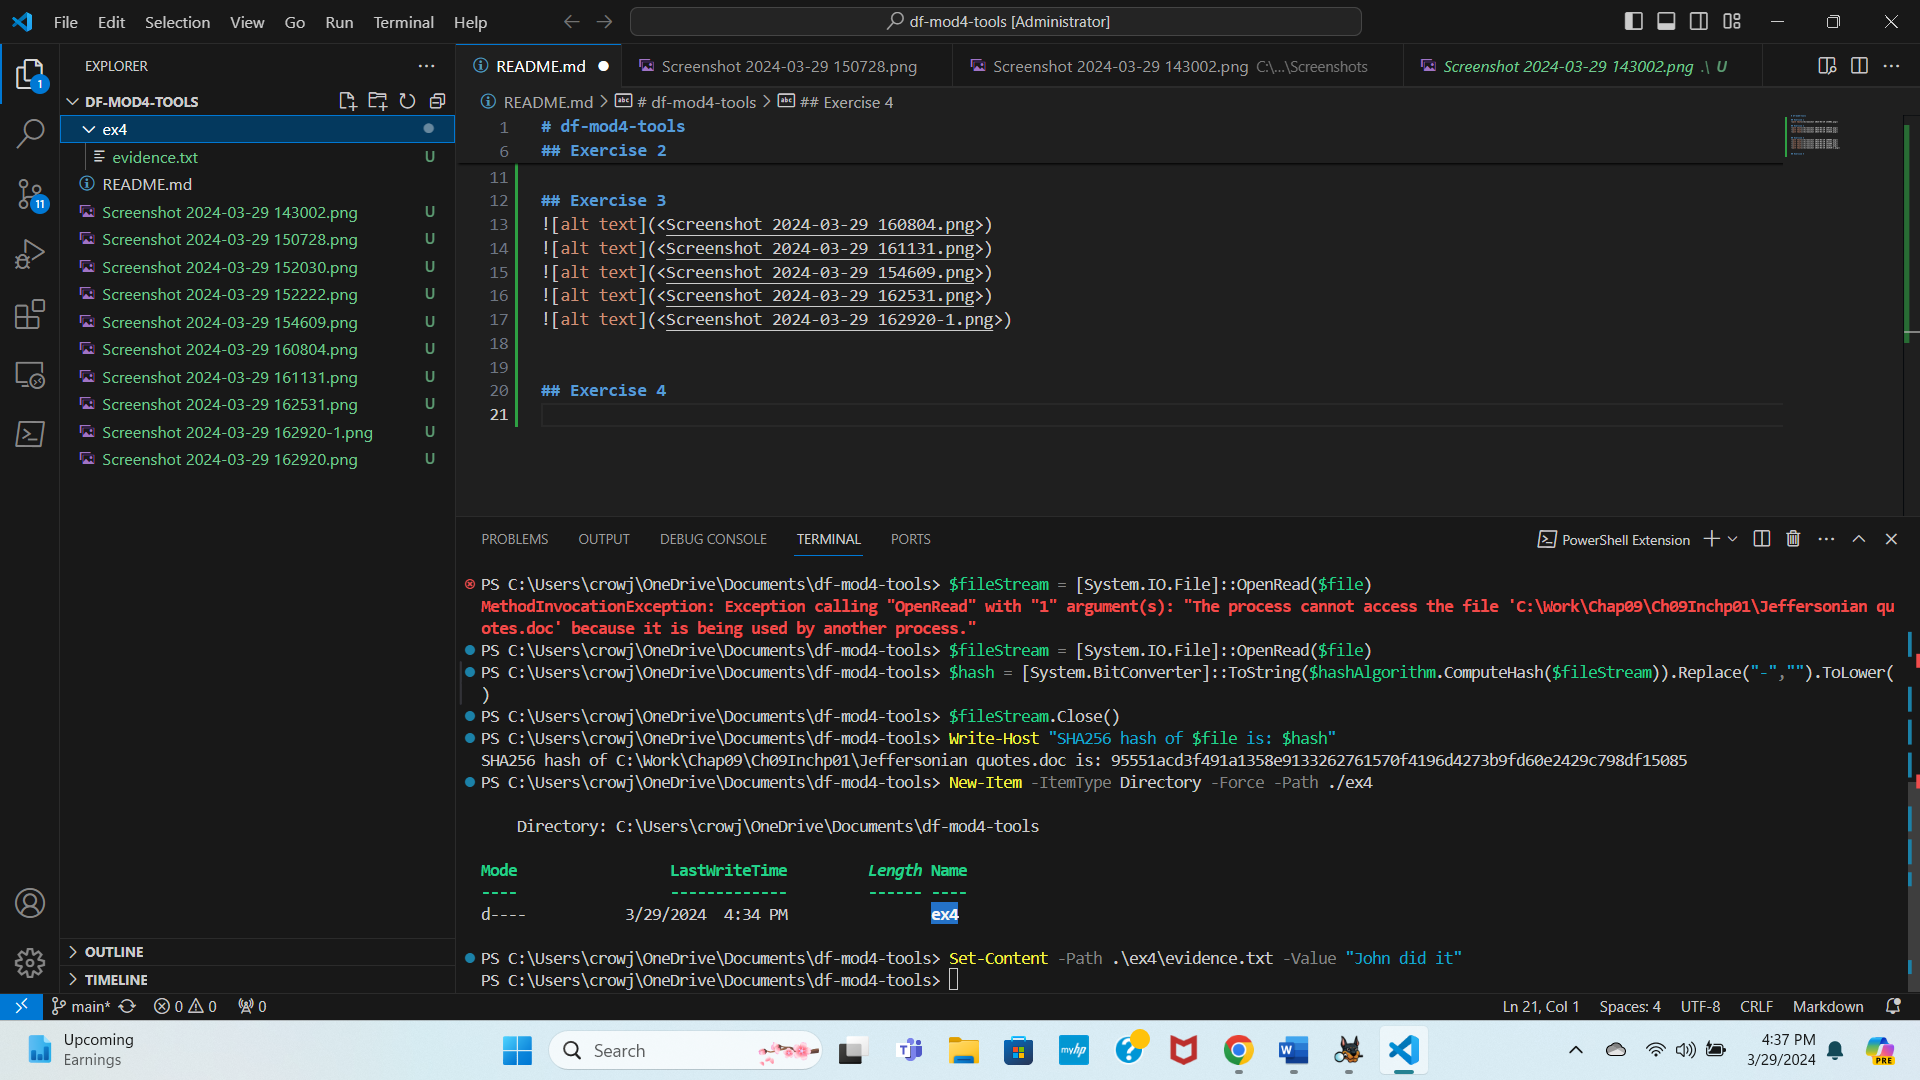 File Edit Selection View Go Run Terminal Help
df-mod4-tools [Administrator]
EXPLORER
DF-MOD4-TOOLS
ex4
evidence.txt U
README.md
Screenshot 2024-03-29 143002.png U
Screenshot 2024-03-29 150728.png U
Screenshot 2024-03-29 152030.png U
Screenshot 2024-03-29 152222.png U
Screenshot 2024-03-29 154609.png U
Screenshot 2024-03-29 160804.png U
Screenshot 2024-03-29 161131.png U
Screenshot 2024-03-29 162531.png U
Screenshot 2024-03-29 162920-1.png U
Screenshot 2024-03-29 162920.png U
OUTLINE
TIMELINE
1
11
README.md
Screenshot 2024-03-29 150728.png
Screenshot 2024-03-29 143002.png C:\...\Screenshots
Screenshot 2024-03-29 143002.png .\ U
README.md > # df-mod4-tools > ## Exercise 4
1 # df-mod4-tools
6 ## Exercise 2
11
12 ## Exercise 3
13 ![alt text](<Screenshot 2024-03-29 160804.png>)
14 ![alt text](<Screenshot 2024-03-29 161131.png>)
15 ![alt text](<Screenshot 2024-03-29 154609.png>)
16 ![alt text](<Screenshot 2024-03-29 162531.png>)
17 ![alt text](<Screenshot 2024-03-29 162920-1.png>)
18
19
20 ## Exercise 4
21
PROBLEMS OUTPUT DEBUG CONSOLE TERMINAL PORTS
PowerShell Extension
PS C:\Users\crowj\OneDrive\Documents\df-mod4-tools> $fileStream = [System.IO.File]::OpenRead($file)
MethodInvocationException: Exception calling "OpenRead" with "1" argument(s): "The process cannot access the file 'C:\Work\Chap09\Ch09Inchp01\Jeffersonian qu
otes.doc' because it is being used by another process."
PS C:\Users\crowj\OneDrive\Documents\df-mod4-tools> $fileStream = [System.IO.File]::OpenRead($file)
PS C:\Users\crowj\OneDrive\Documents\df-mod4-tools> $hash = [System.BitConverter]::ToString($hashAlgorithm.ComputeHash($fileStream)).Replace("-","").ToLower(
)
PS C:\Users\crowj\OneDrive\Documents\df-mod4-tools> $fileStream.Close()
PS C:\Users\crowj\OneDrive\Documents\df-mod4-tools> Write-Host "SHA256 hash of $file is: $hash"
SHA256 hash of C:\Work\Chap09\Ch09Inchp01\Jeffersonian quotes.doc is: 95551acd3f491a1358e9133262761570f4196d4273b9fd60e2429c798df15085
PS C:\Users\crowj\OneDrive\Documents\df-mod4-tools> New-Item -ItemType Directory -Force -Path ./ex4
Directory: C:\Users\crowj\OneDrive\Documents\df-mod4-tools
Mode LastWriteTime Length Name
---- ------------- ------ ----
d---- 3/29/2024 4:34 PM ex4
PS C:\Users\crowj\OneDrive\Documents\df-mod4-tools> Set-Content -Path .\ex4\evidence.txt -Value "John did it"
PS C:\Users\crowj\OneDrive\Documents\df-mod4-tools>
main* 0 0 0
Ln 21, Col 1 Spaces: 4 UTF-8 CRLF Markdown
Upcoming
Earnings
Search
myhp
4:37 PM
3/29/2024
PRE